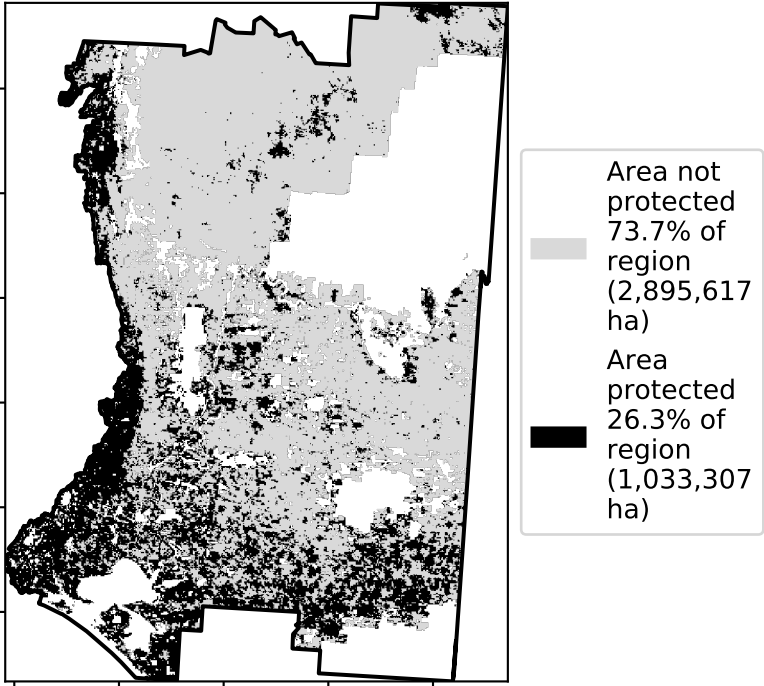 Area not
protected
73.7% of
region
(2,895,617
ha)
Area
protected
26.3% of
region
(1,033,307
ha)